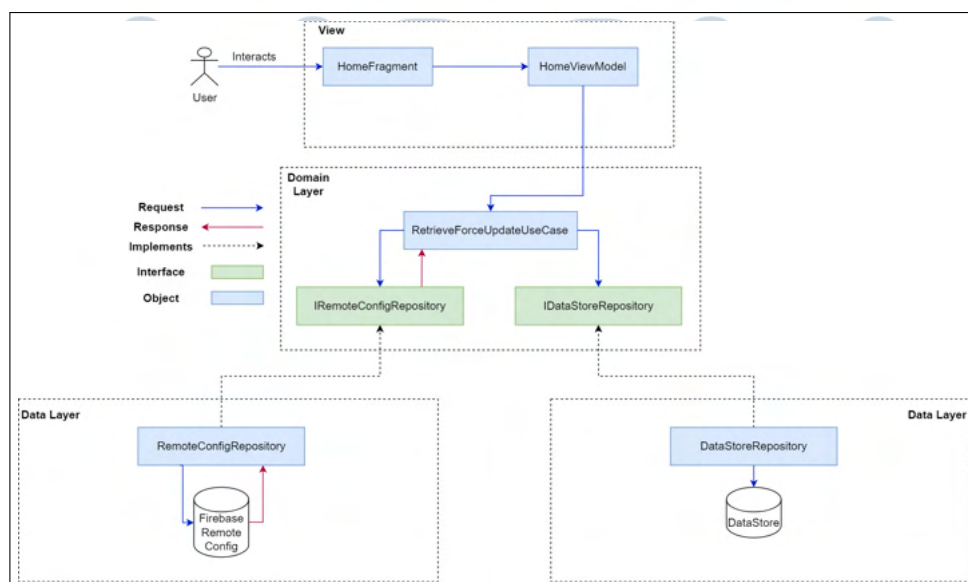 View
Interacts
HomeFragment
HomeViewModel
User
Domain
Layer
Request
Response
Implements
Interface
Object
RetrieveForceUpdateUseCase
IRemoteConfigRepository
IDataStoreRepository
Data Layer
Data Layer
RemoteConfigRepository
DataStoreRepository
Firebase
Remote
Config
DataStore